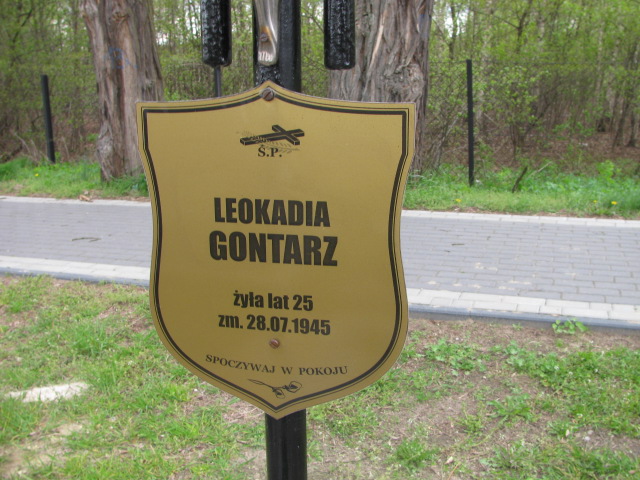 Ś.P.
LEOKADIA
GONTARZ
żyła lat 25
zm. 28.07.1945
SPOCZYWAJ W POKOJU